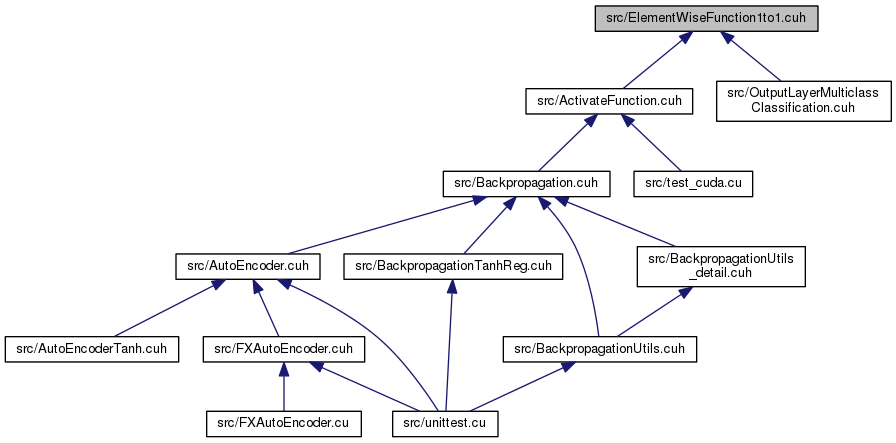 src/ElementWiseFunction1to1.cuh
src/ActivateFunction.cuh
src/OutputLayerMulticlass
Classification.cuh
src/Backpropagation.cuh
src/test_cuda.cu
src/AutoEncoder.cuh
src/BackpropagationTanhReg.cuh
src/BackpropagationUtils
_detail.cuh
src/AutoEncoderTanh.cuh
src/FXAutoEncoder.cuh
src/BackpropagationUtils.cuh
src/FXAutoEncoder.cu
src/unittest.cu